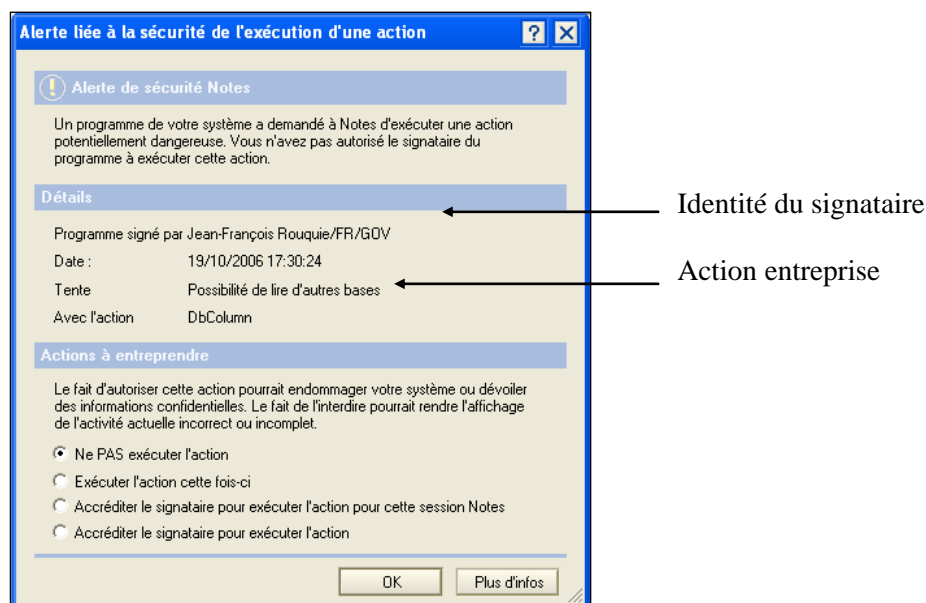 Alerte liée à la sécurité de l'exécution d'une action
Alerte de sécurité Notes
Un programme de votre système a demandé à Notes d'exécuter une action
potentiellement dangereuse. Vous n'avez pas autorisé le signataire du
programme à exécuter cette action.
Détails
Identité du signataire
Programme signé par Jean-François Rouquie/FR/GOV
Date : 19/10/2006 17:30:24
Action entreprise
Tente Possibilité de lire d'autres bases
Avec l'action DbColumn
Actions à entreprendre
Le fait d'autoriser cette action pourrait endommager votre système ou dévoiler
des informations confidentielles. Le fait de l'interdire pourrait rendre l'affichage
de l'activité actuelle incorrect ou incomplet.
Ne PAS exécuter l'action
Exécuter l'action cette fois-ci
Accréditer le signataire pour exécuter l'action pour cette session Notes
Accréditer le signataire pour exécuter l'action
OK Plus d'infos